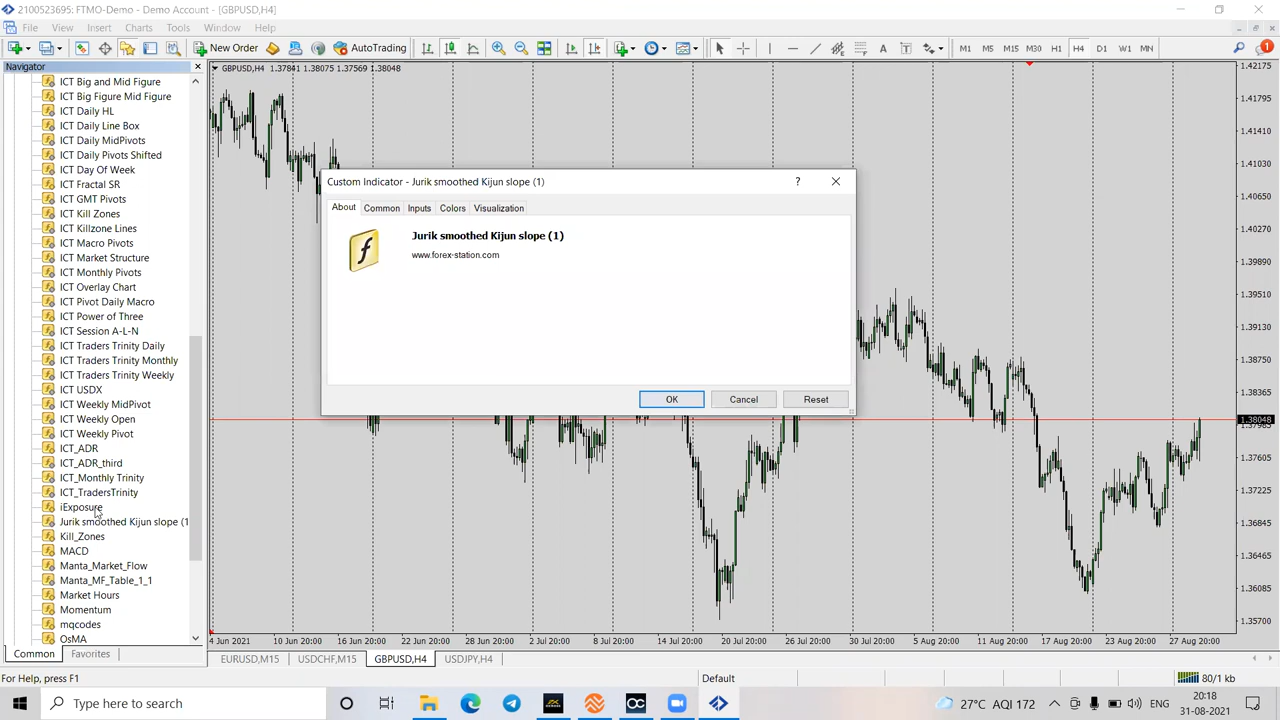 2100523695: FTMO-Demo - Demo Account - [GBPUSD,H4]
File View Insert Charts Tools Window Help
New Order AutoTrading M1 M5 M15 M30 H1 H4 D1 W1 MN 1
Navigator
ICT Big and Mid Figure
ICT Big Figure Mid Figure
ICT Daily HL
ICT Daily Line Box
ICT Daily MidPivots
ICT Daily Pivots Shifted
ICT Day Of Week
ICT Fractal SR
ICT GMT Pivots
ICT Kill Zones
ICT Killzone Lines
ICT Macro Pivots
ICT Market Structure
ICT Monthly Pivots
ICT Overlay Chart
ICT Pivot Daily Macro
ICT Power of Three
ICT Session A-L-N
ICT Traders Trinity Daily
ICT Traders Trinity Monthly
ICT Traders Trinity Weekly
ICT USDX
ICT Weekly MidPivot
ICT Weekly Open
ICT Weekly Pivot
ICT_ADR
ICT_ADR_third
ICT_Monthly Trinity
ICT_TradersTrinity
iExposure
Jurik smoothed Kijun slope (1
Kill_Zones
MACD
Manta_Market_Flow
Manta_MF_Table_1_1
Market Hours
Momentum
mqcodes
OsMA
Common Favorites
GBPUSD,H4 1.37841 1.38075 1.37569 1.38048
Custom Indicator - Jurik smoothed Kijun slope (1)
?
About Common Inputs Colors Visualization
Jurik smoothed Kijun slope (1)
www.forex-station.com
OK Cancel Reset
1.42175
1.41795
1.41410
1.41030
1.40650
1.40270
1.39890
1.39505
1.39125
1.38745
1.38360
1.38048
1.37985
1.37605
1.37225
1.36840
1.36465
1.36085
1.35700
4 Jun 2021 10 Jun 20:00 16 Jun 20:00 22 Jun 20:00 28 Jun 20:00 2 Jul 20:00 8 Jul 20:00 14 Jul 20:00 20 Jul 20:00 26 Jul 20:00 30 Jul 20:00 5 Aug 20:00 11 Aug 20:00 17 Aug 20:00 23 Aug 20:00 27 Aug 20:00
EURUSD,M15 USDCHF,M15 GBPUSD,H4 USDJPY,H4
For Help, press F1 Default 80/1 kb
Type here to search
27°C AQI 172
20:18
31-08-2021